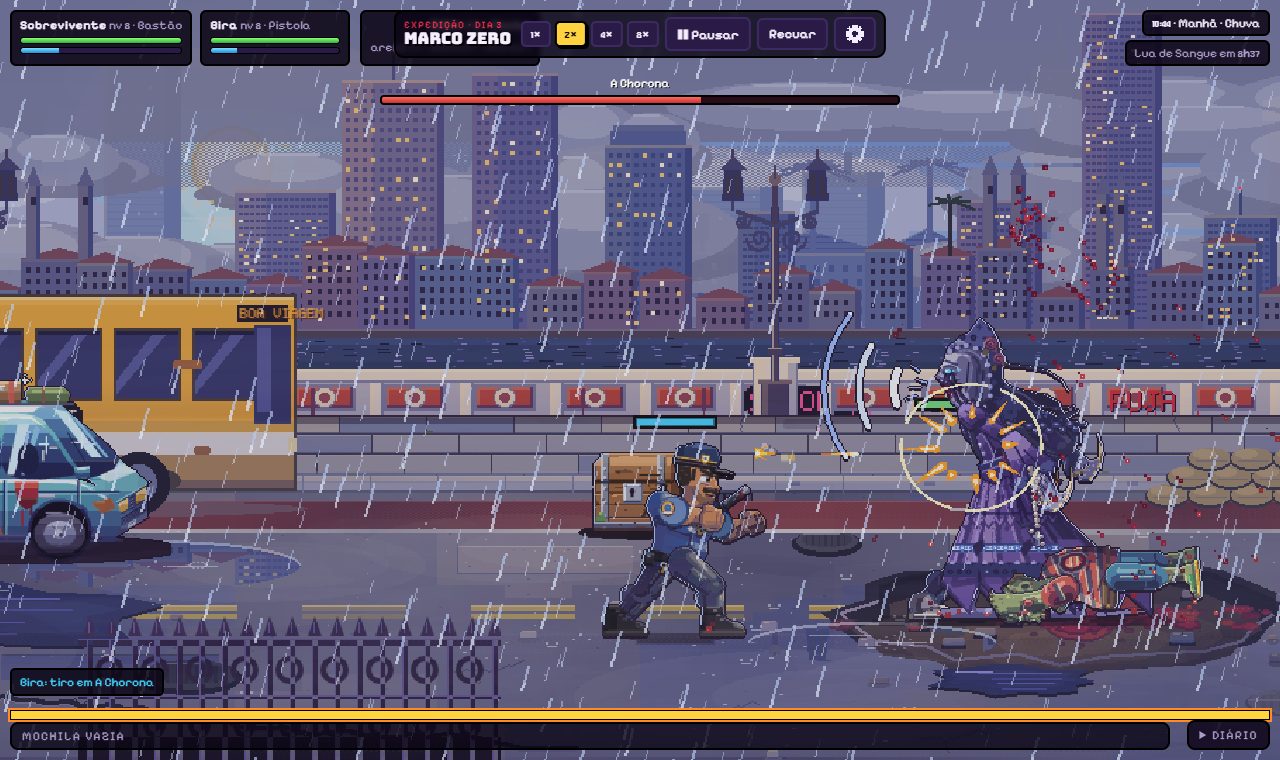 Sobrevivente nv 8 · Bastão
Bira nv 8 · Pistola
are
EXPEDIÇÃO · DIA 3
MARCO ZERO
1×
2×
4×
8×
Pausar
Recuar
18:44 · Manhã · Chuva
Lua de Sangue em 8h37
A Chorona
BOA VIAGEM
FUJA
Bira: tiro em A Chorona
MOCHILA VAZIA
DIÁRIO